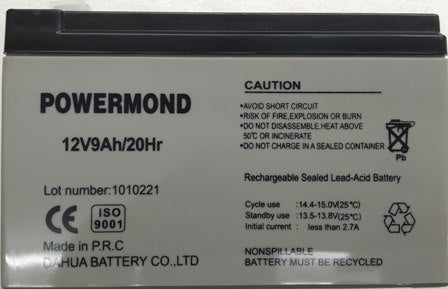 POWERMOND
12V9Ah/20Hr
Lot number:1010221
CE ISO 9001
Made in P.R.C
DAHUA BATTERY CO.,LTD
CAUTION
•AVOID SHORT CIRCUIT
•RISK OF FIRE,EXPLOSION OR BURN
•DO NOT DISASSEMBLE,HEAT ABOVE
50℃ OR INCINERATE
•DO NOT CHARGE IN A SEALED CONTAINER
Pb
Rechargeable Sealed Lead-Acid Battery
Cycle use : 14.4-15.0V(25℃)
Standby use : 13.5-13.8V(25℃)
Initial current : less than 2.7A
NONSPILLABLE
BATTERY MUST BE RECYCLED